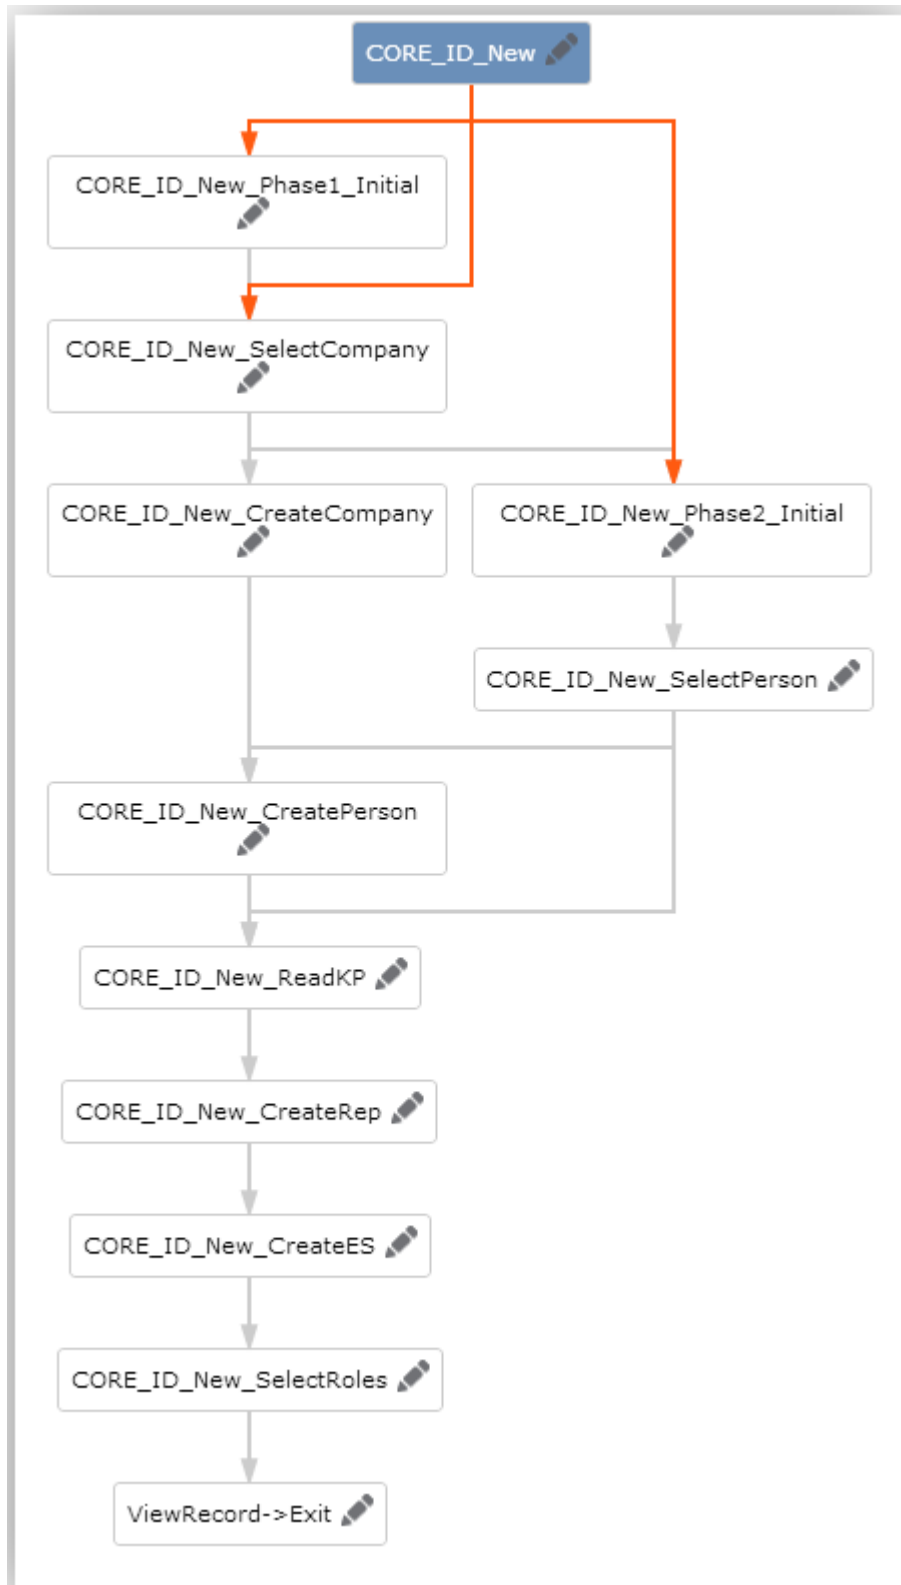 CORE_ID_New
CORE_ID_New_Phase1_Initial
CORE_ID_New_SelectCompany
CORE_ID_New_CreateCompany
CORE_ID_New_Phase2_Initial
CORE_ID_New_SelectPerson
CORE_ID_New_CreatePerson
CORE_ID_New_ReadKP
CORE_ID_New_CreateRep
CORE_ID_New_CreateES
CORE_ID_New_SelectRoles
ViewRecord->Exit